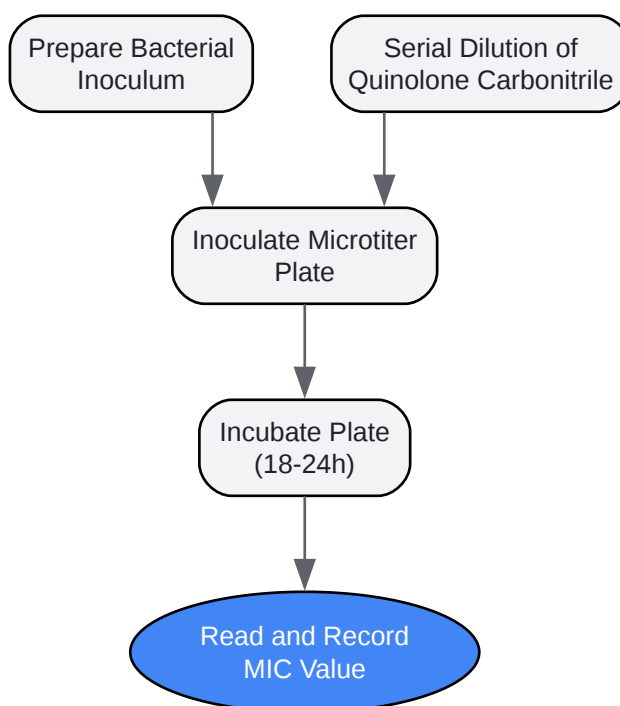 Prepare Bacterial
Inoculum
Serial Dilution of
Quinolone Carbonitrile
Inoculate Microtiter
Plate
Incubate Plate
(18-24h)
Read and Record
MIC Value